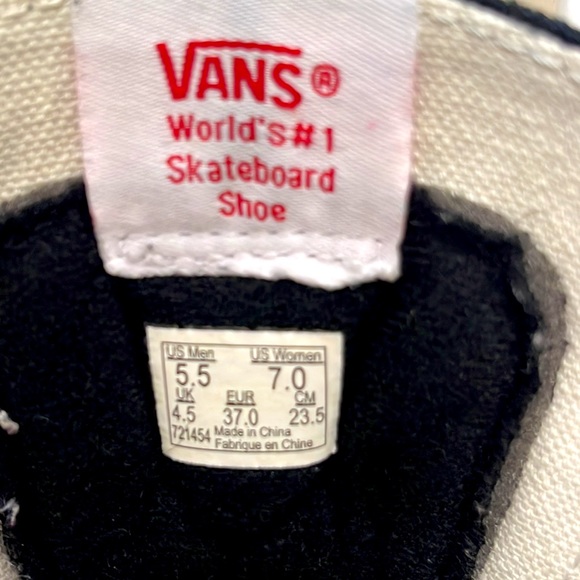 VANS®
World's#1
Skateboard
Shoe
US Men US Women
5.5 7.0
UK EUR CM
4.5 37.0 23.5
721454 Made in China
Fabrique en Chine